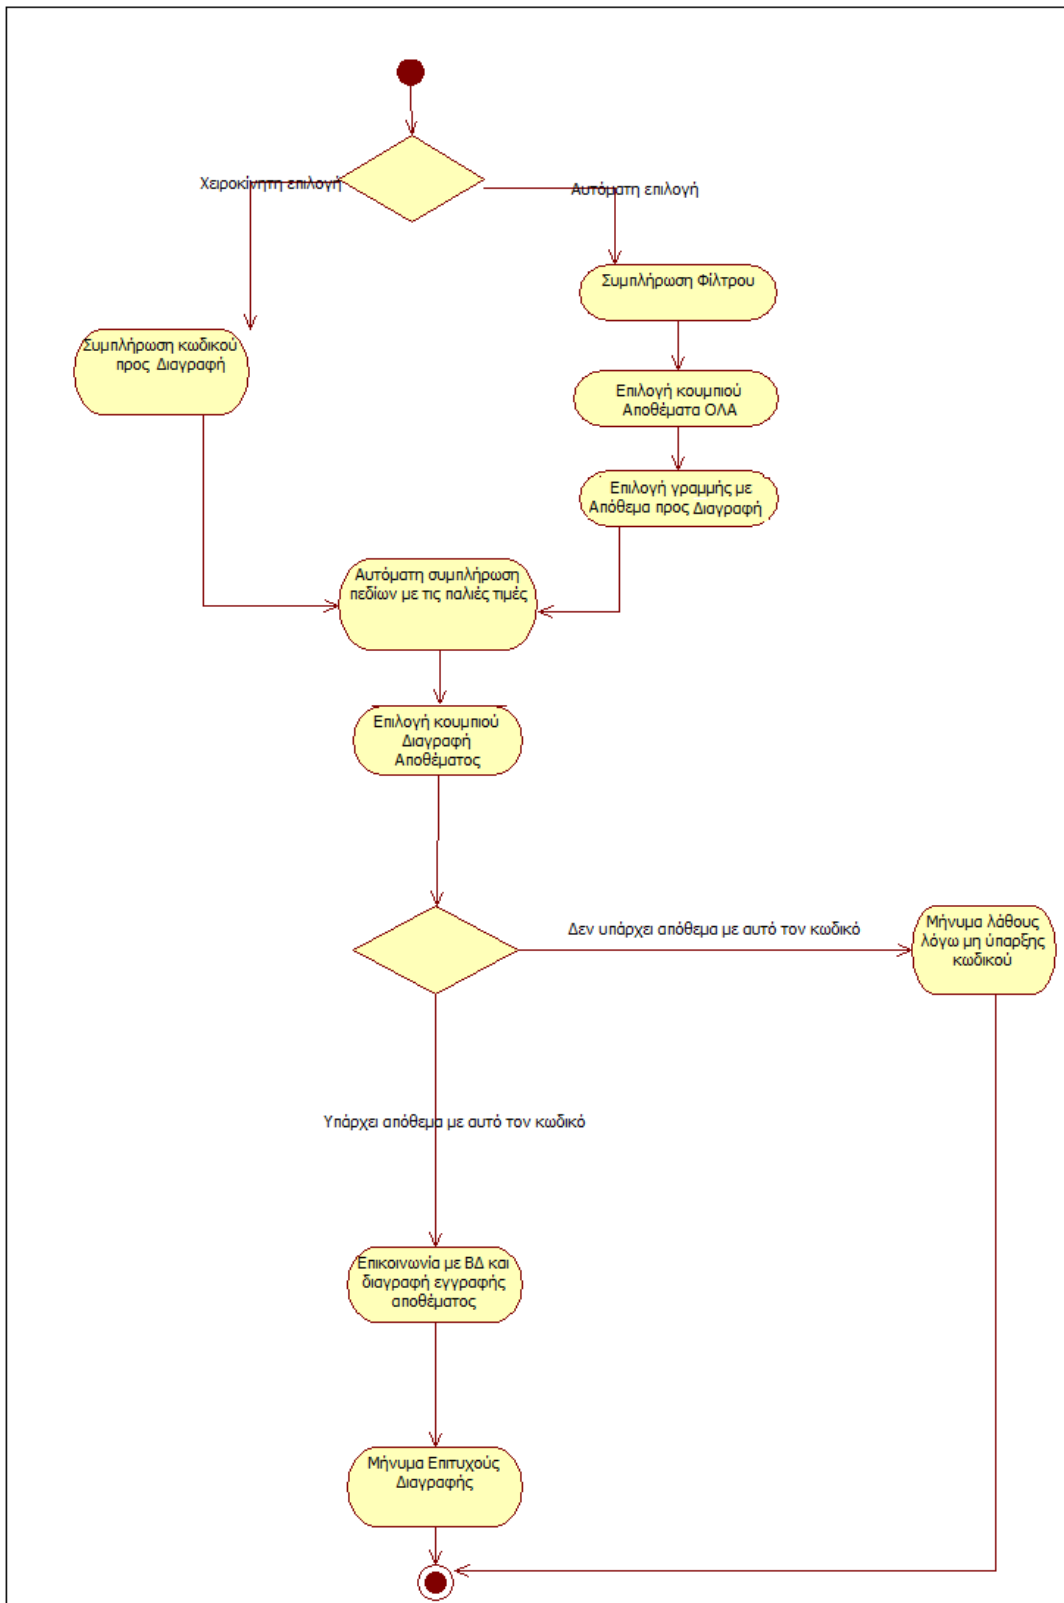 Χειροκίνητη επιλογή
Αυτόματη επιλογή
Συμπλήρωση Φίλτρου
Συμπλήρωση κωδικού
προς Διαγραφή
Επιλογή κουμπιού
Αποθέματα ΟΛΑ
Επιλογή γραμμής με
Απόθεμα προς Διαγραφή
Αυτόματη συμπλήρωση
πεδίων με τις παλιές τιμές
Επιλογή κουμπιού
Διαγραφή
Αποθέματος
Δεν υπάρχει απόθεμα με αυτό τον κωδικό
Μήνυμα λάθους
λόγω μη ύπαρξης
κωδικού
Υπάρχει απόθεμα με αυτό τον κωδικό
Επικοινωνία με ΒΔ και
διαγραφή εγγραφής
αποθέματος
Μήνυμα Επιτυχούς
Διαγραφής